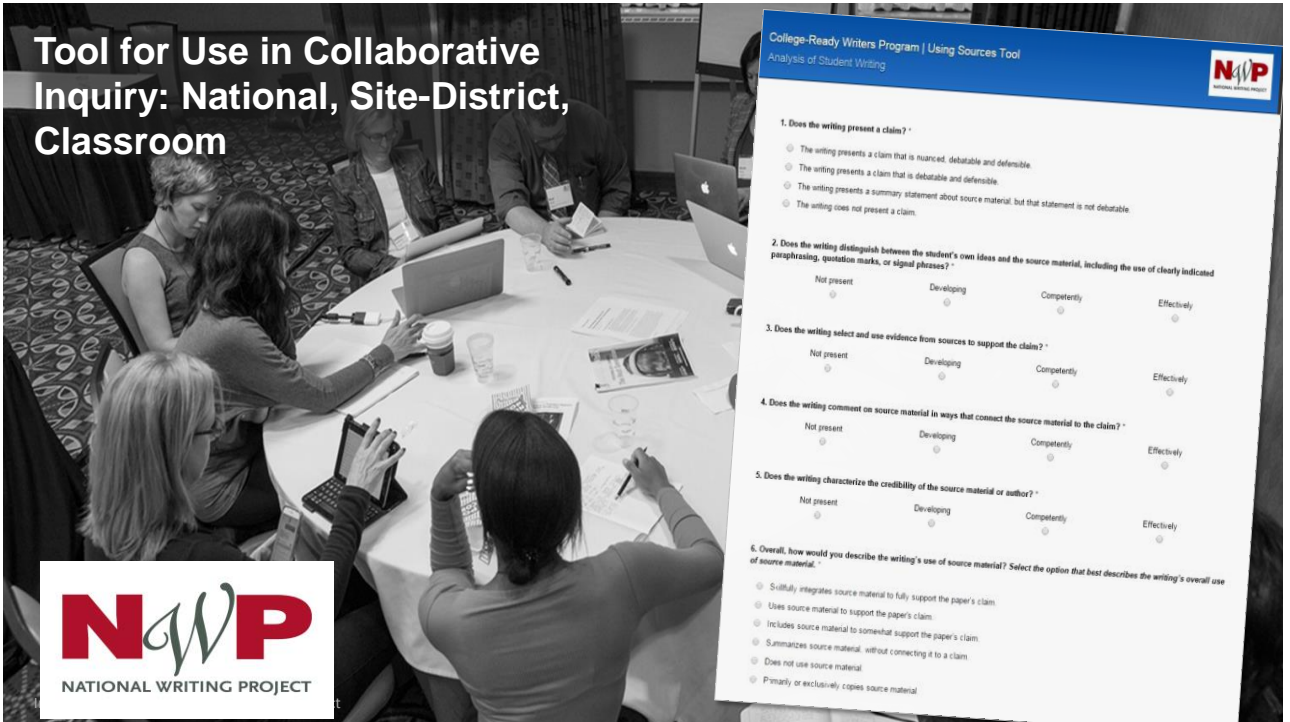 Tool for Use in Collaborative
Inquiry: National, Site-District,
Classroom
College-Ready Writers Program | Using Sources Tool
Analysis of Student Writing
NWP
NATIONAL WRITING PROJECT
1. Does the writing present a claim? *
The writing presents a claim that is nuanced, debatable and defensible.
The writing presents a claim that is debatable and defensible.
The writing presents a summary statement about source material, but that statement is not debatable.
The writing does not present a claim.
2. Does the writing distinguish between the student's own ideas and the source material, including the use of clearly indicated
paraphrasing, quotation marks, or signal phrases? *
Not present Developing Competently Effectively
3. Does the writing select and use evidence from sources to support the claim? *
Not present Developing Competently Effectively
4. Does the writing comment on source material in ways that connect the source material to the claim? *
Not present Developing Competently Effectively
5. Does the writing characterize the credibility of the source material or author? *
Not present Developing Competently Effectively
6. Overall, how would you describe the writing's use of source material? Select the option that best describes the writing's overall use
of source material. *
Skillfully integrates source material to fully support the paper's claim.
Uses source material to support the paper's claim.
Includes source material to somewhat support the paper's claim.
Summarizes source material, without connecting it to a claim.
Does not use source material
Primarily or exclusively copies source material
NWP
NATIONAL WRITING PROJECT